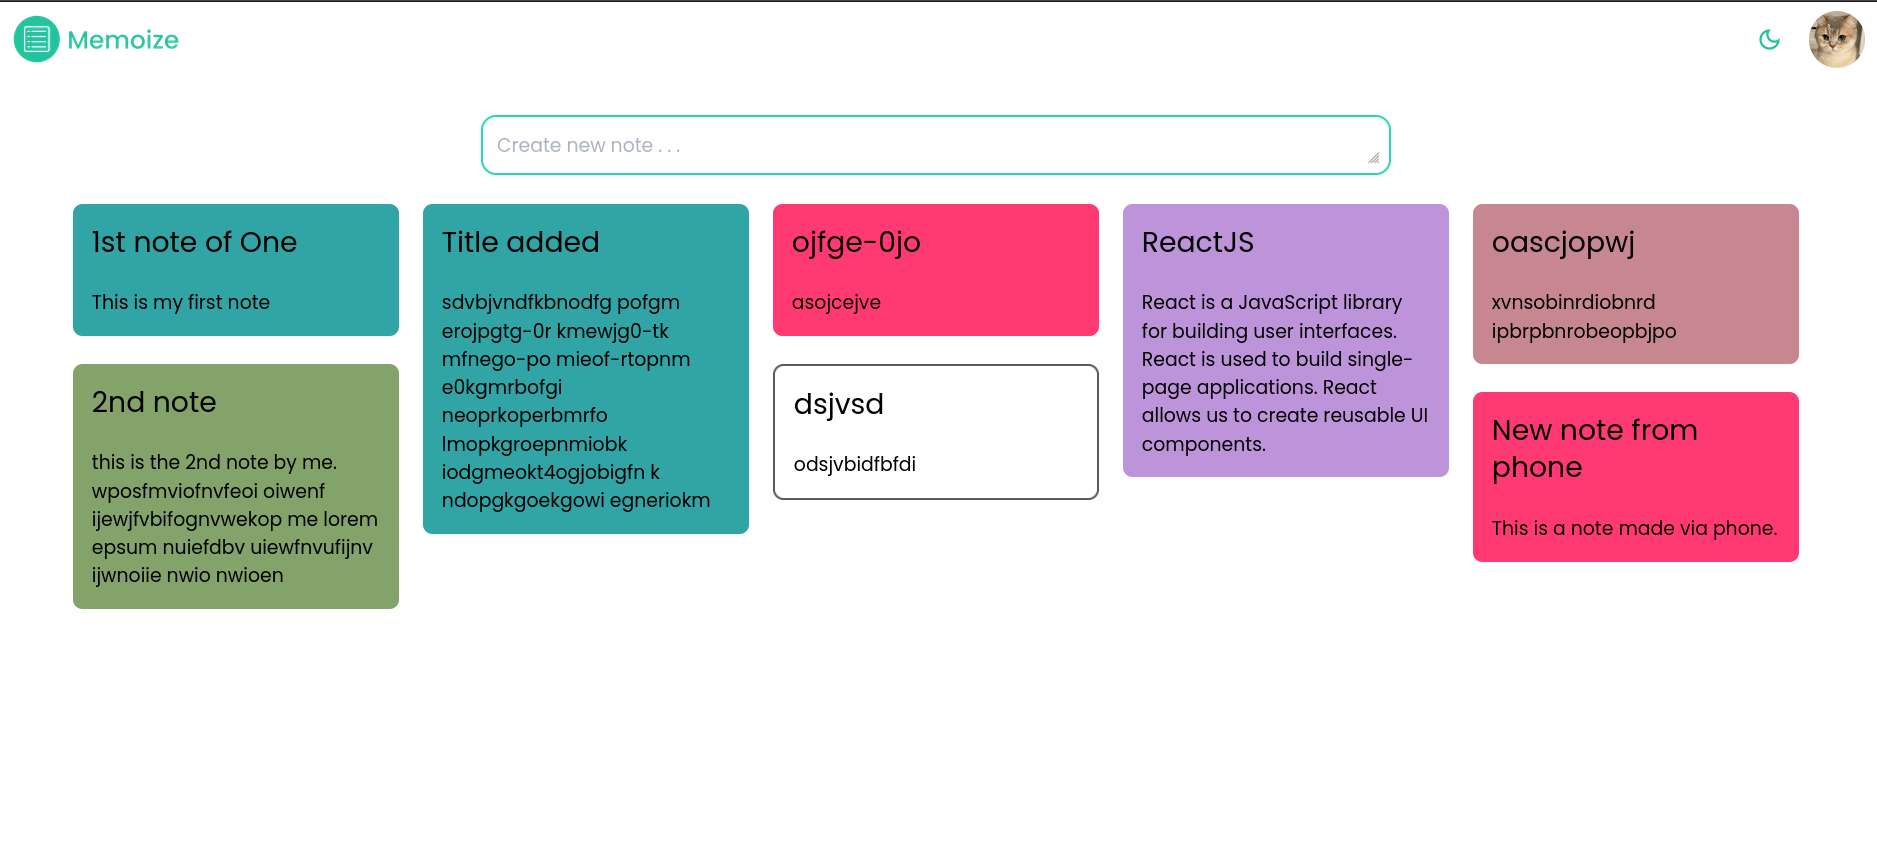 Memoize
Create new note . . .
1st note of One
This is my first note
2nd note
this is the 2nd note by me.
wposfmviofnvfeoi oiwenf
ijewjfvbifognvwekop me lorem
epsum nuiefdbv uiewfnvufijnv
ijwnoiie nwio nwioen
Title added
sdvbjvndfkbnodfg pofgm
erojpgtg-0r kmewjg0-tk
mfnego-po mieof-rtopnm
e0kgmrbofgi
neoprkoperbmrfo
lmopkgroepnmiobk
iodgmeokt4ogjobigfn k
ndopgkgoekgowi egneriokm
ojfge-0jo
asojcejve
dsjvsd
odsjvbidfbfdi
ReactJS
React is a JavaScript library
for building user interfaces.
React is used to build single-
page applications. React
allows us to create reusable UI
components.
oascjopwj
xvnsobinrdiobnrd
ipbrpbnrobeopbjpo
New note from
phone
This is a note made via phone.